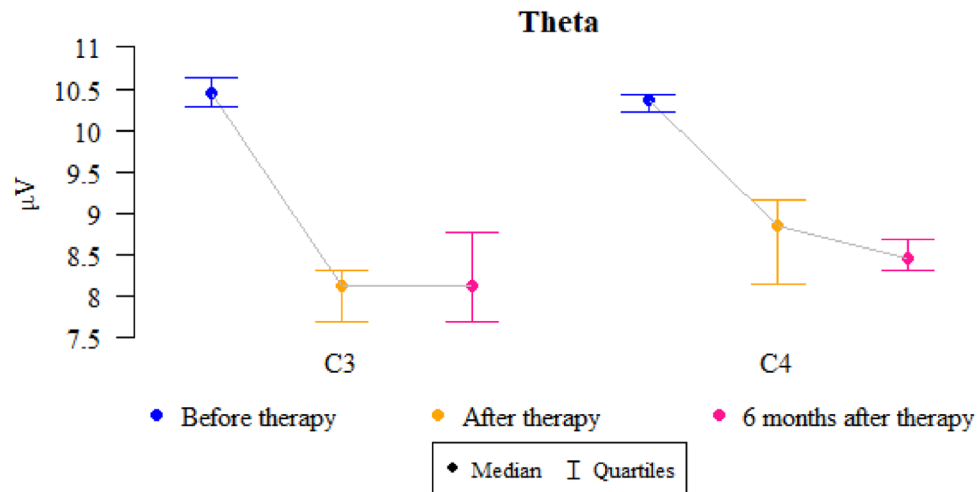 Theta
11
10.5
10
9.5
9
8.5
8
7.5
μV
C3 C4
Before therapy After therapy 6 months after therapy
Median Quartiles